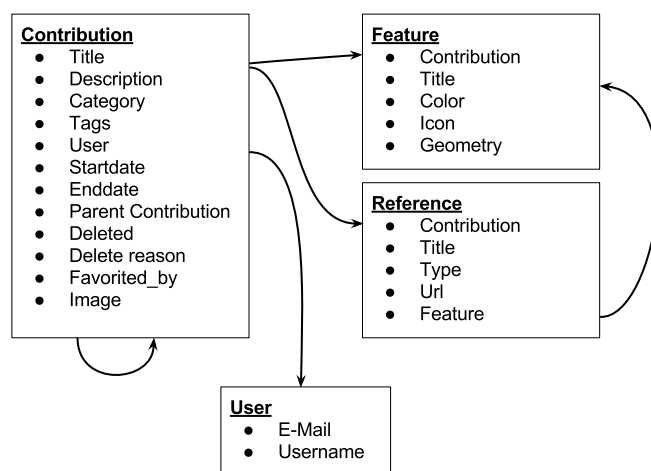 Contribution
● Title
● Description
● Category
● Tags
● User
● Startdate
● Enddate
● Parent Contribution
● Deleted
● Delete reason
● Favorited_by
● Image
Feature
● Contribution
● Title
● Color
● Icon
● Geometry
Reference
● Contribution
● Title
● Type
● Url
● Feature
User
● E-Mail
● Username